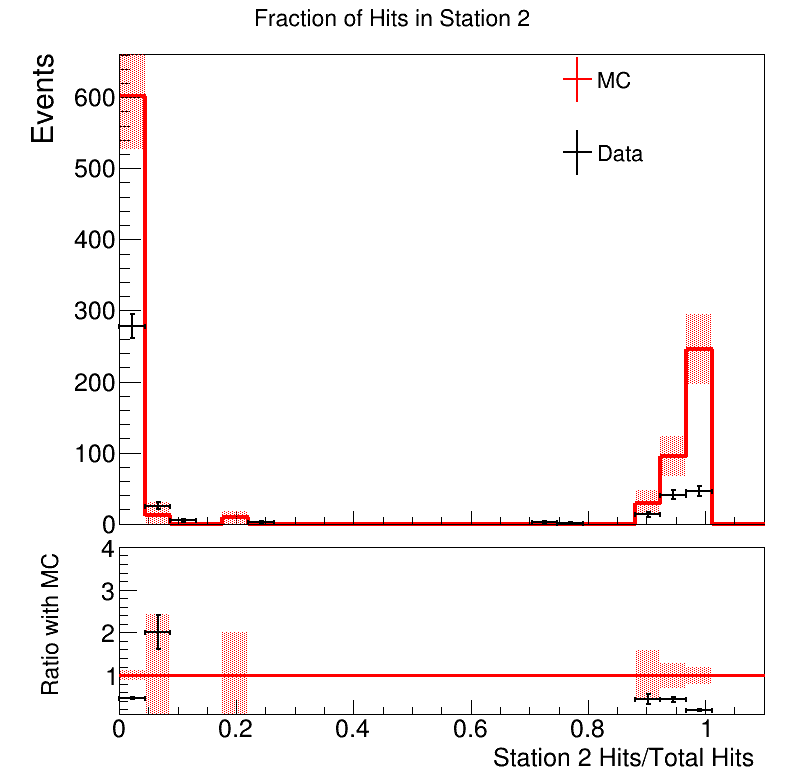 Fraction of Hits in Station 2
Events
600
500
400
300
200
100
0
MC
Data
Ratio with MC
4
3
2
1
0 0.2 0.4 0.6 0.8 1
Station 2 Hits/Total Hits